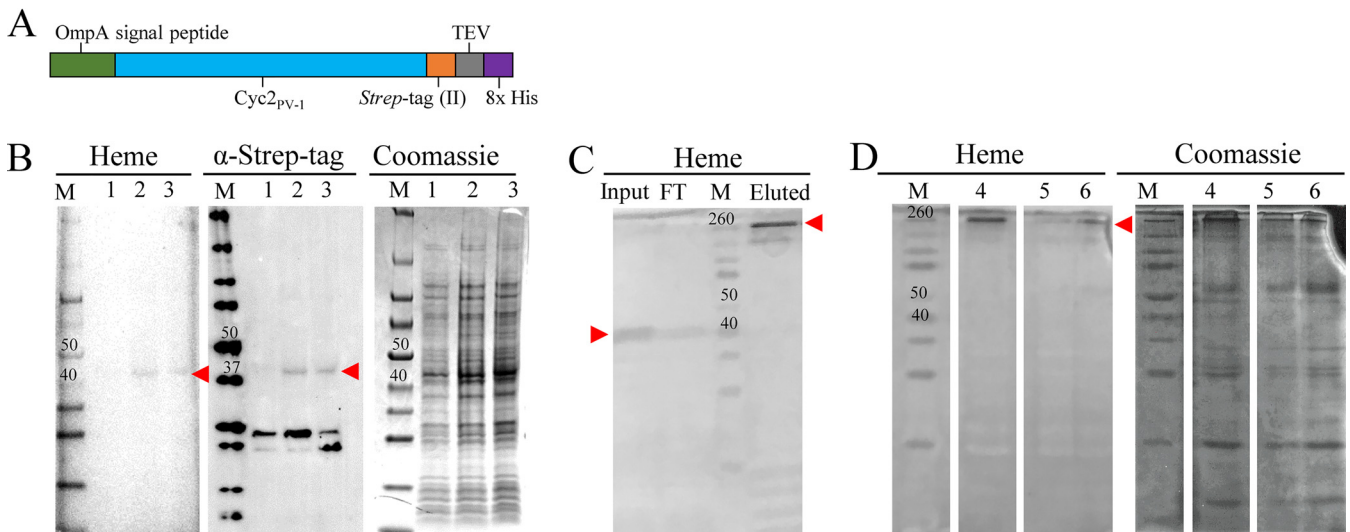 A
OmpA signal peptide
TEV
Cyc2PV-1
Strep-tag (II)
8x His
B
Heme
α-Strep-tag
Coomassie
M 1 2 3
M 1 2 3
M 1 2 3
50
40
50
37
50
40
C
Heme
Input FT M Eluted
260
50
40
D
Heme
Coomassie
M 4 5 6
M 4 5 6
260
50
40